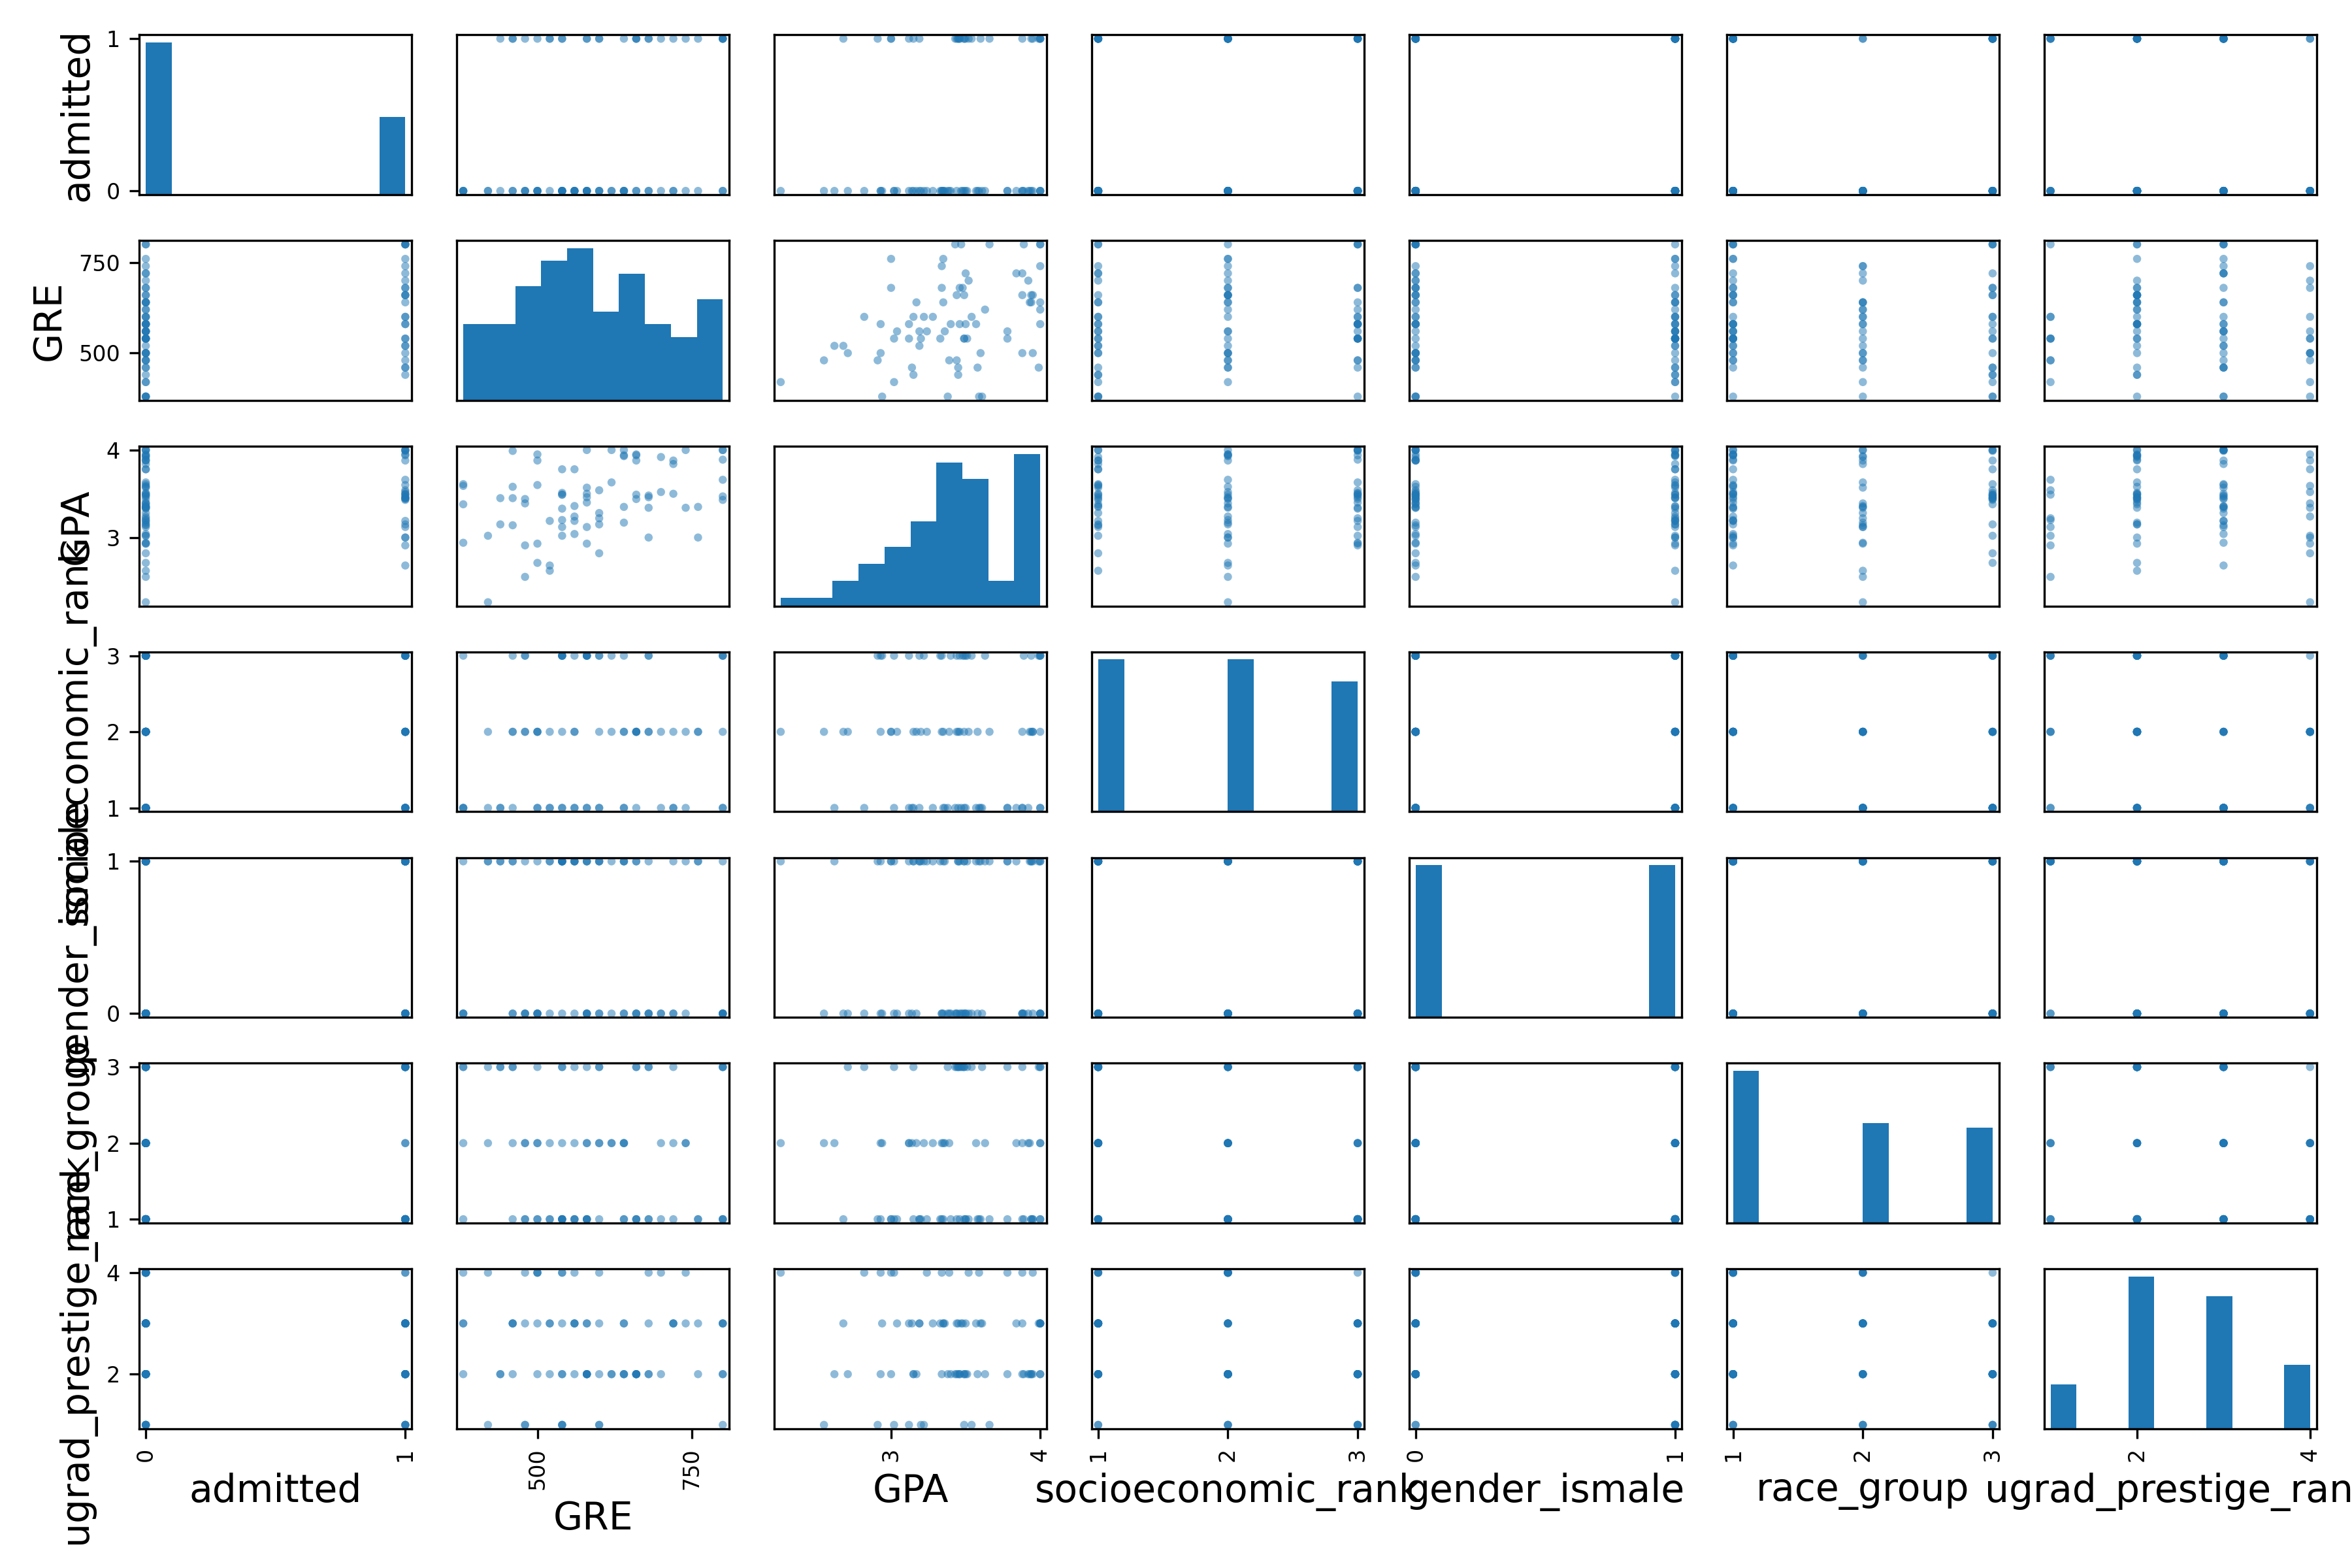 admitted
1
0
GRE
750
500
GPA
4
3
socioeconomic_rank
3
2
1
gender_ismale
1
0
race_group
3
2
1
ugrad_prestige_rank
4
2
0
1
admitted
500
750
GRE
3
4
GPA
1
2
3
socioeconomic_rank
0
1
gender_ismale
1
2
3
race_group
2
4
ugrad_prestige_ran